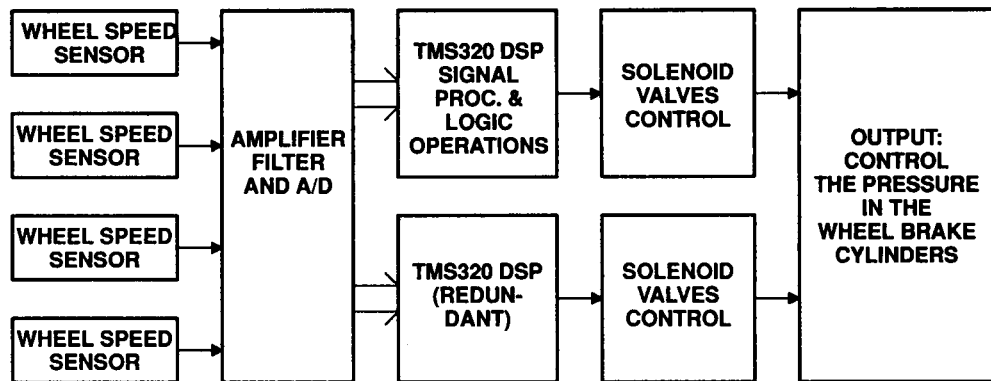 WHEEL SPEED
SENSOR
WHEEL SPEED
SENSOR
WHEEL SPEED
SENSOR
WHEEL SPEED
SENSOR
AMPLIFIER
FILTER
AND A/D
TMS320 DSP
SIGNAL
PROC. &
LOGIC
OPERATIONS
TMS320 DSP
(REDUN-
DANT)
SOLENOID
VALVES
CONTROL
SOLENOID
VALVES
CONTROL
OUTPUT:
CONTROL
THE PRESSURE
IN THE
WHEEL BRAKE
CYLINDERS